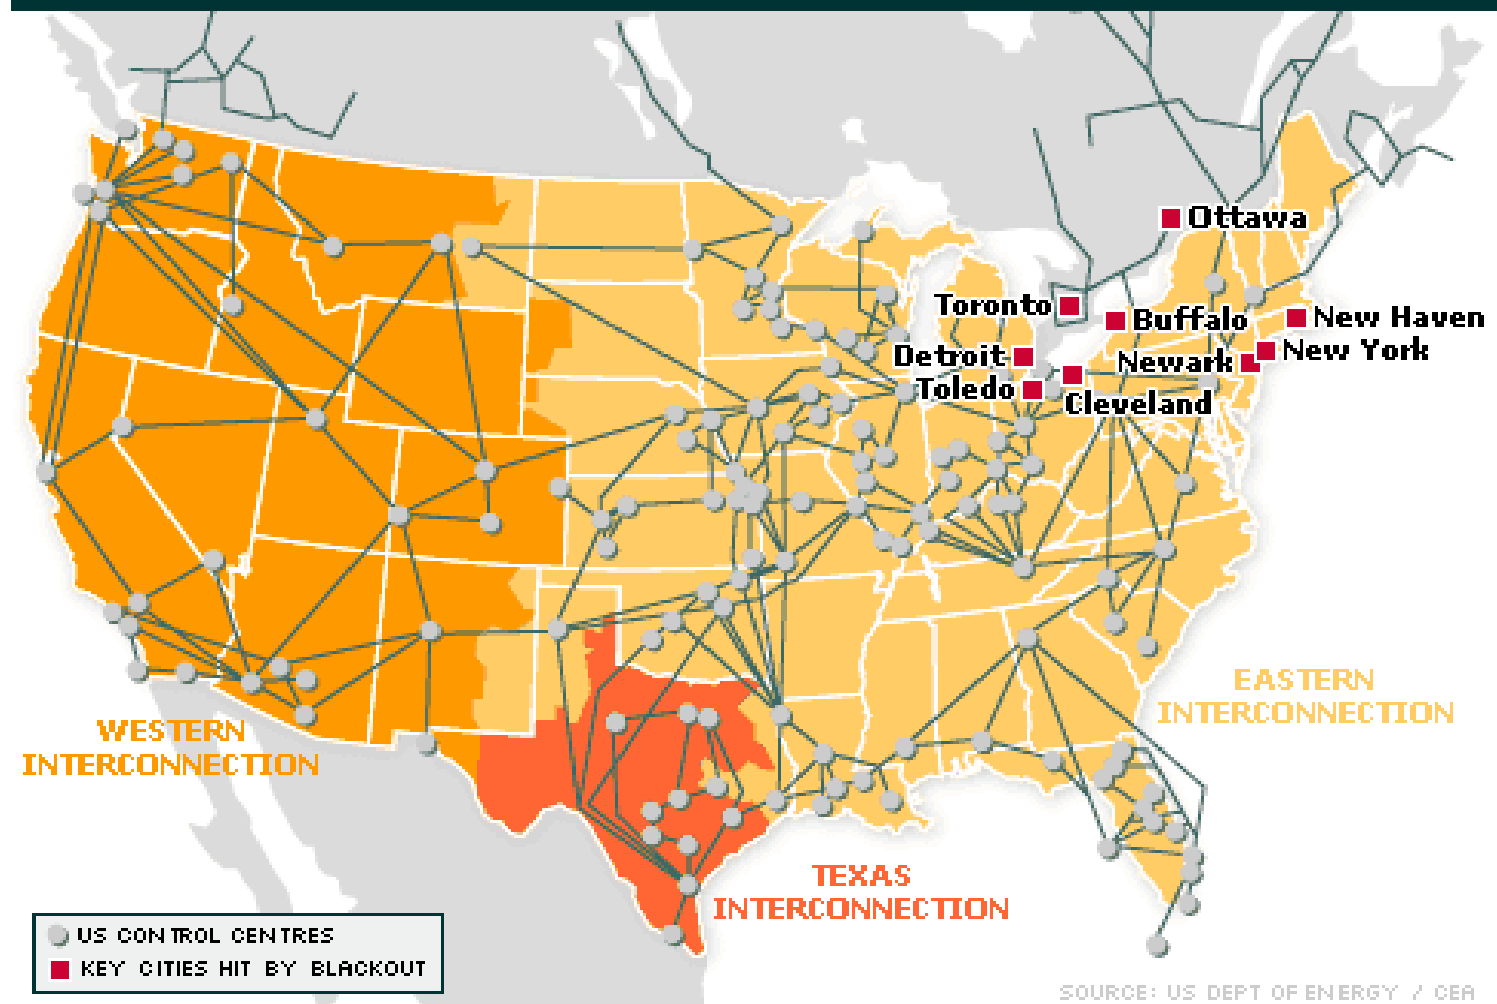 Ottawa
Toronto
Buffalo
New Haven
Detroit
Newark
New York
Toledo
Cleveland
EASTERN
INTERCONNECTION
WESTERN
INTERCONNECTION
TEXAS
INTERCONNECTION
US CONTROL CENTRES
KEY CITIES HIT BY BLACKOUT
SOURCE: US DEPT OF ENERGY / CEA